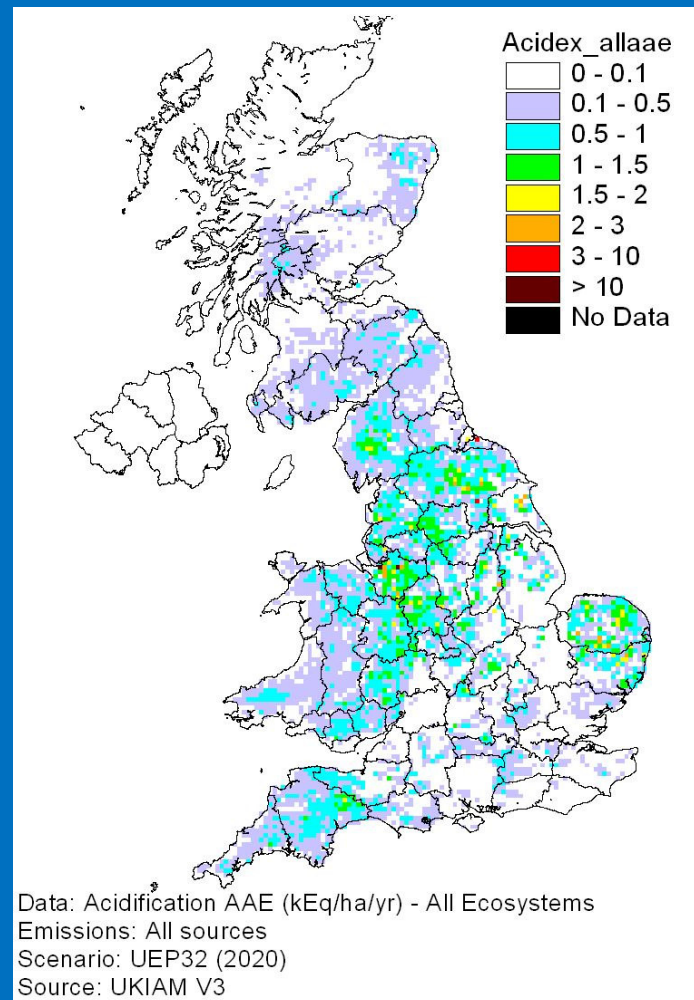 Acidex_allaae
0 - 0.1
0.1 - 0.5
0.5 - 1
1 - 1.5
1.5 - 2
2 - 3
3 - 10
> 10
No Data
Data: Acidification AAE (kEq/ha/yr) - All Ecosystems
Emissions: All sources
Scenario: UEP32 (2020)
Source: UKIAM V3